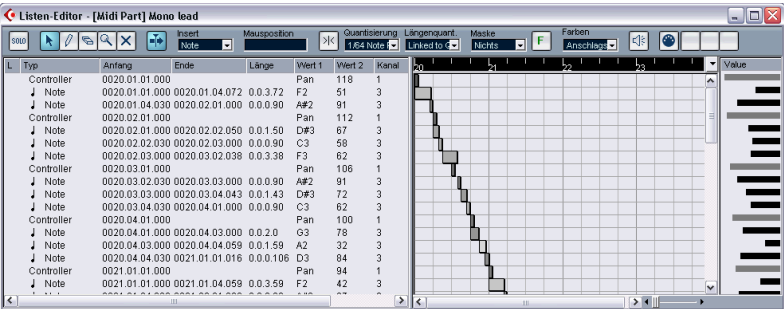 Listen-Editor - [Midi Part] Mono lead
Insert Mausposition Quantisierung Längenquant. Maske Farben
SOLO Note 1/64 Note Linked to Nichts F Anschlags
L Typ Anfang Ende Länge Wert 1 Wert 2 Kanal 20 21 22 23 Value
Controller 0020.01.01.000 Pan 118 1
Note 0020.01.01.000 0020.01.04.072 0.0.3.72 F2 51 3
Note 0020.01.04.030 0020.02.01.000 0.0.0.90 A#2 91 3
Controller 0020.02.01.000 Pan 112 1
Note 0020.02.01.000 0020.02.02.050 0.0.1.50 D#3 67 3
Note 0020.02.02.030 0020.02.03.000 0.0.0.90 C3 58 3
Note 0020.02.03.000 0020.03.02.038 0.0.3.38 F3 62 3
Controller 0020.03.01.000 Pan 106 1
Note 0020.03.02.030 0020.03.03.000 0.0.0.90 A#2 91 3
Note 0020.03.03.000 0020.03.04.043 0.0.1.43 D#3 72 3
Note 0020.03.04.030 0020.04.01.000 0.0.0.90 C3 62 3
Controller 0020.04.01.000 Pan 100 1
Note 0020.04.01.000 0020.04.03.000 0.0.2.0 G3 78 3
Note 0020.04.03.000 0020.04.04.059 0.0.1.59 A2 32 3
Note 0020.04.04.030 0021.01.01.016 0.0.0.106 D3 84 3
Controller 0021.01.01.000 Pan 94 1
Note 0021.01.01.000 0021.01.04.059 0.0.3.59 F2 42 3